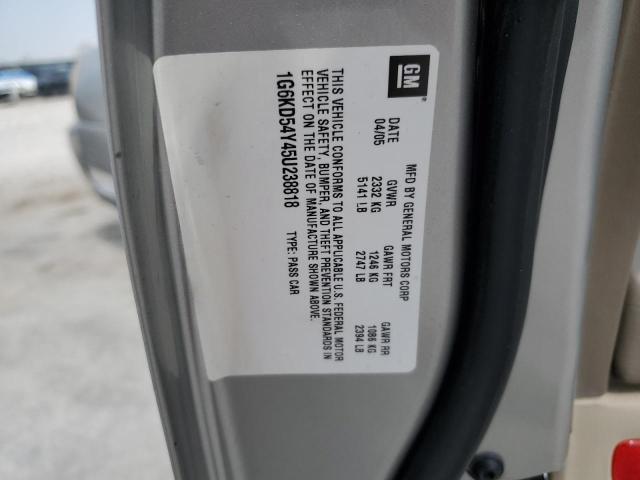 GM
MFD BY GENERAL MOTORS CORP
DATE GVWR GAWR FRT GAWR RR
04/05 2332 KG 1246 KG 1086 KG
5141 LB 2747 LB 2394 LB
THIS VEHICLE CONFORMS TO ALL APPLICABLE U.S. FEDERAL MOTOR
VEHICLE SAFETY, BUMPER, AND THEFT PREVENTION STANDARDS IN
EFFECT ON THE DATE OF MANUFACTURE SHOWN ABOVE.
1G6KD54Y45U238818 TYPE: PASS CAR